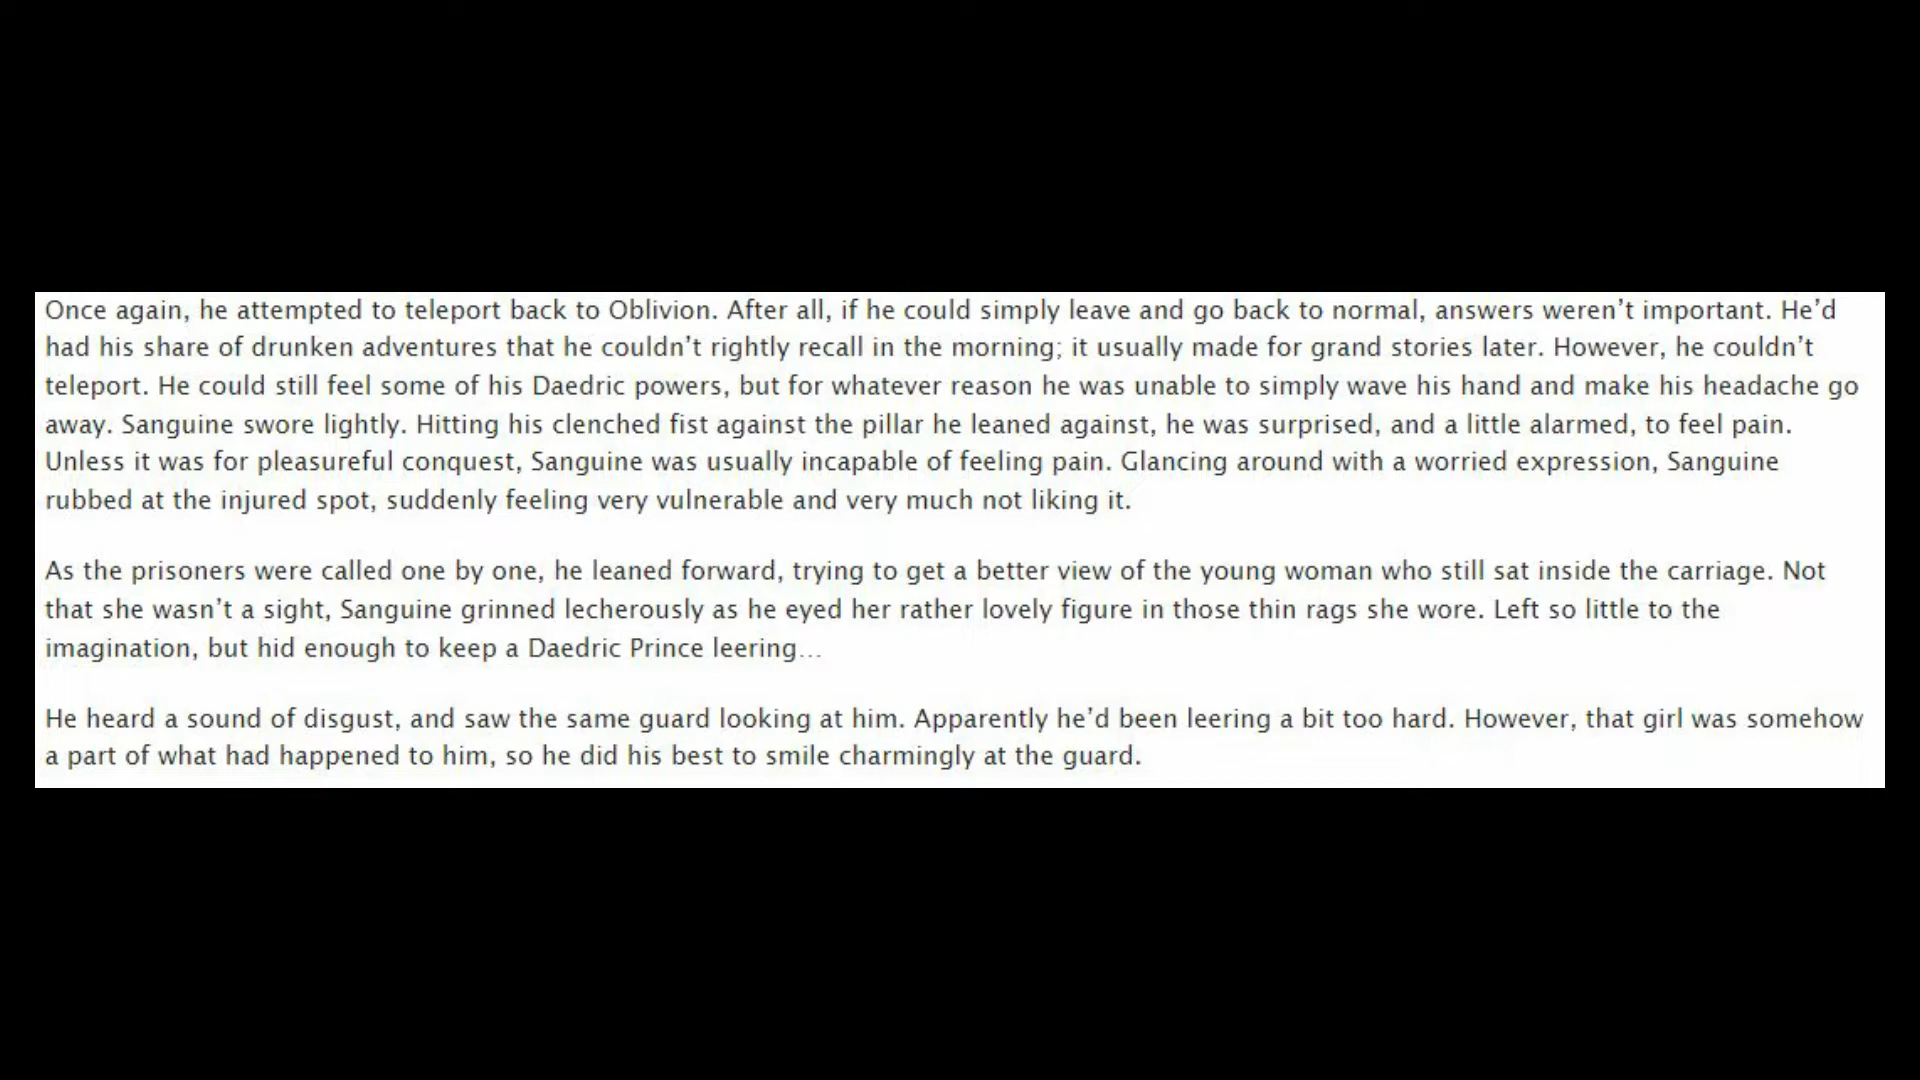 Once again, he attempted to teleport back to Oblivion. After all, if he could simply leave and go back to normal, answers weren’t important. He’d
had his share of drunken adventures that he couldn’t rightly recall in the morning; it usually made for grand stories later. However, he couldn’t
teleport. He could still feel some of his Daedric powers, but for whatever reason he was unable to simply wave his hand and make his headache go
away. Sanguine swore lightly. Hitting his clenched fist against the pillar he leaned against, he was surprised, and a little alarmed, to feel pain.
Unless it was for pleasureful conquest, Sanguine was usually incapable of feeling pain. Glancing around with a worried expression, Sanguine
rubbed at the injured spot, suddenly feeling very vulnerable and very much not liking it.
As the prisoners were called one by one, he leaned forward, trying to get a better view of the young woman who still sat inside the carriage. Not
that she wasn’t a sight, Sanguine grinned lecherously as he eyed her rather lovely figure in those thin rags she wore. Left so little to the
imagination, but hid enough to keep a Daedric Prince leering…
He heard a sound of disgust, and saw the same guard looking at him. Apparently he’d been leering a bit too hard. However, that girl was somehow
a part of what had happened to him, so he did his best to smile charmingly at the guard.